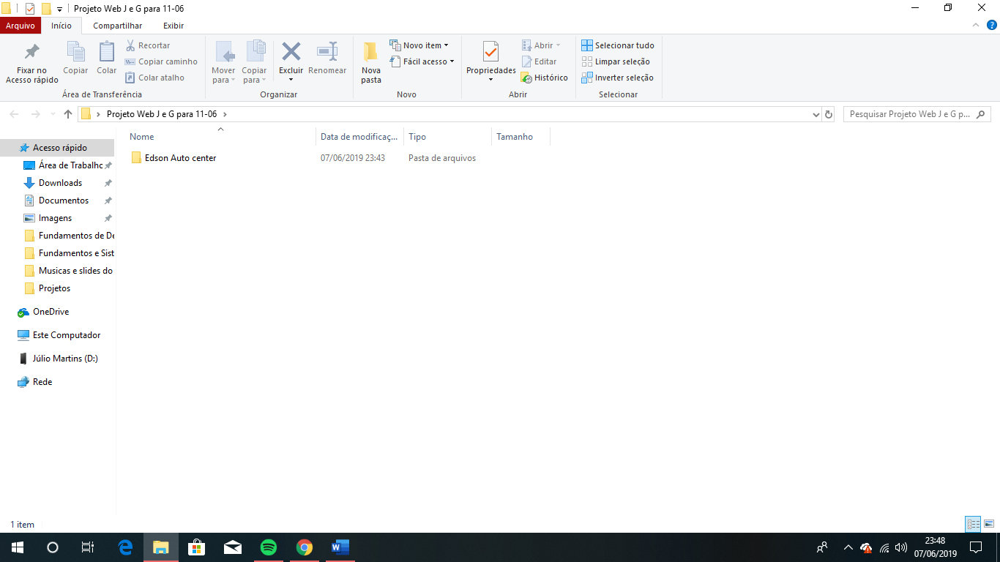 Projeto Web J e G para 11-06
Arquivo Início Compartilhar Exibir
Fixar no Acesso rápido
Copiar
Colar
Recortar
Copiar caminho
Colar atalho
Área de Transferência
Mover para
Copiar para
Excluir
Renomear
Organizar
Nova pasta
Novo item
Fácil acesso
Novo
Propriedades
Abrir
Editar
Histórico
Abrir
Selecionar tudo
Limpar seleção
Inverter seleção
Selecionar
Projeto Web J e G para 11-06
Pesquisar Projeto Web J e G p...
Nome Data de modificaç... Tipo Tamanho
Edson Auto center 07/06/2019 23:43 Pasta de arquivos
Acesso rápido
Área de Trabalho
Downloads
Documentos
Imagens
Fundamentos de De
Fundamentos e Sist
Musicas e slides do
Projetos
OneDrive
Este Computador
Júlio Martins (D:)
Rede
1 item
23:48
07/06/2019